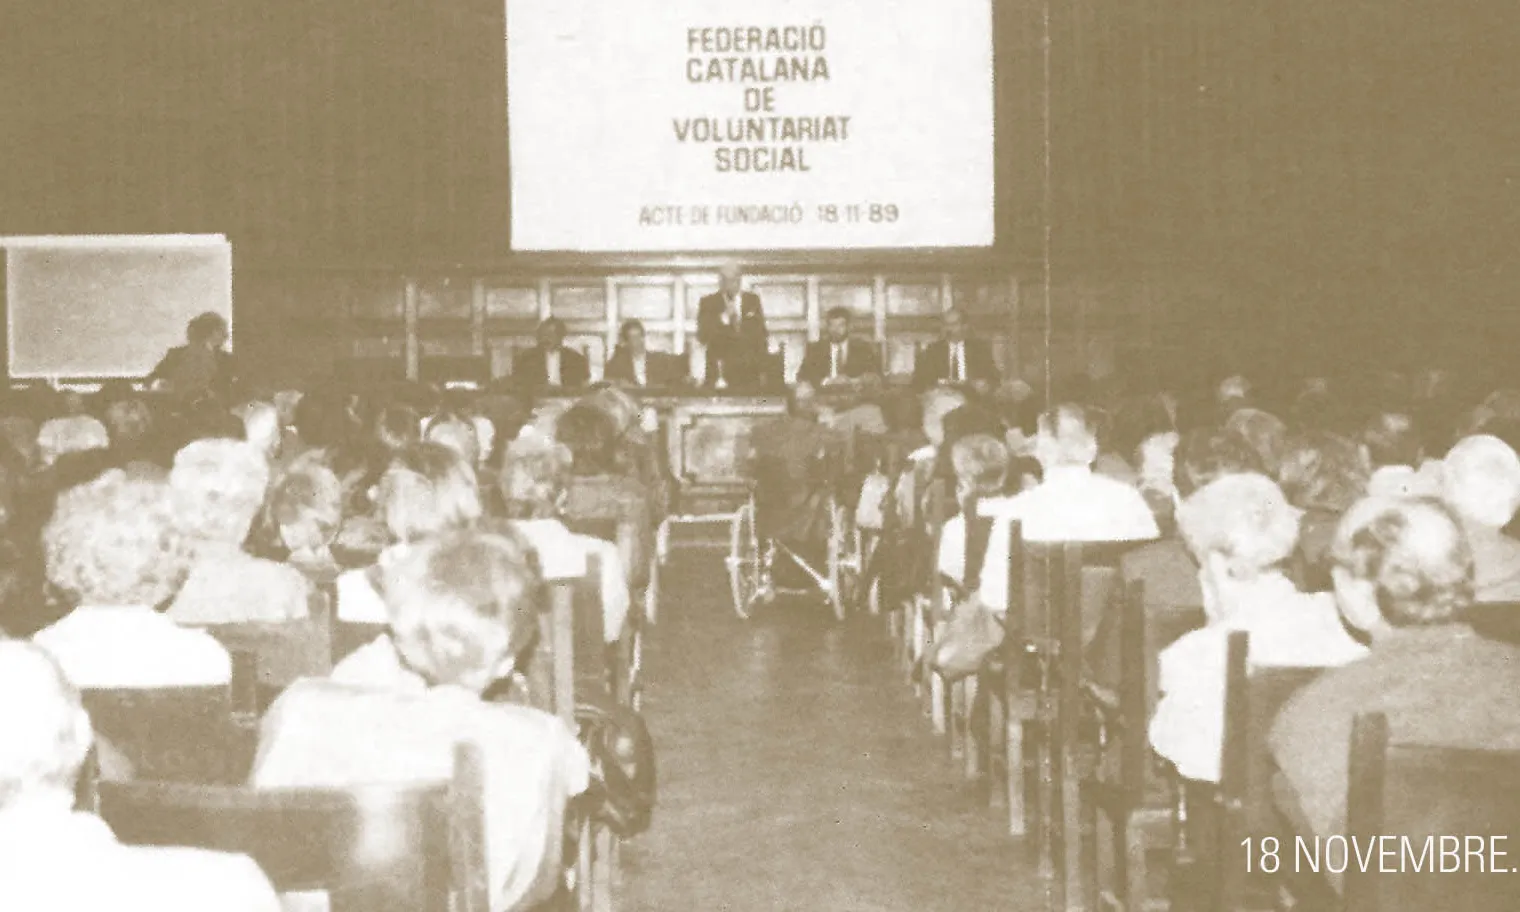 FEDERACIÓ
CATALANA
DE
VOLUNTARIAT
SOCIAL
ACTE DE FUNDACIÓ 18-11-89
18 NOVEMBRE.